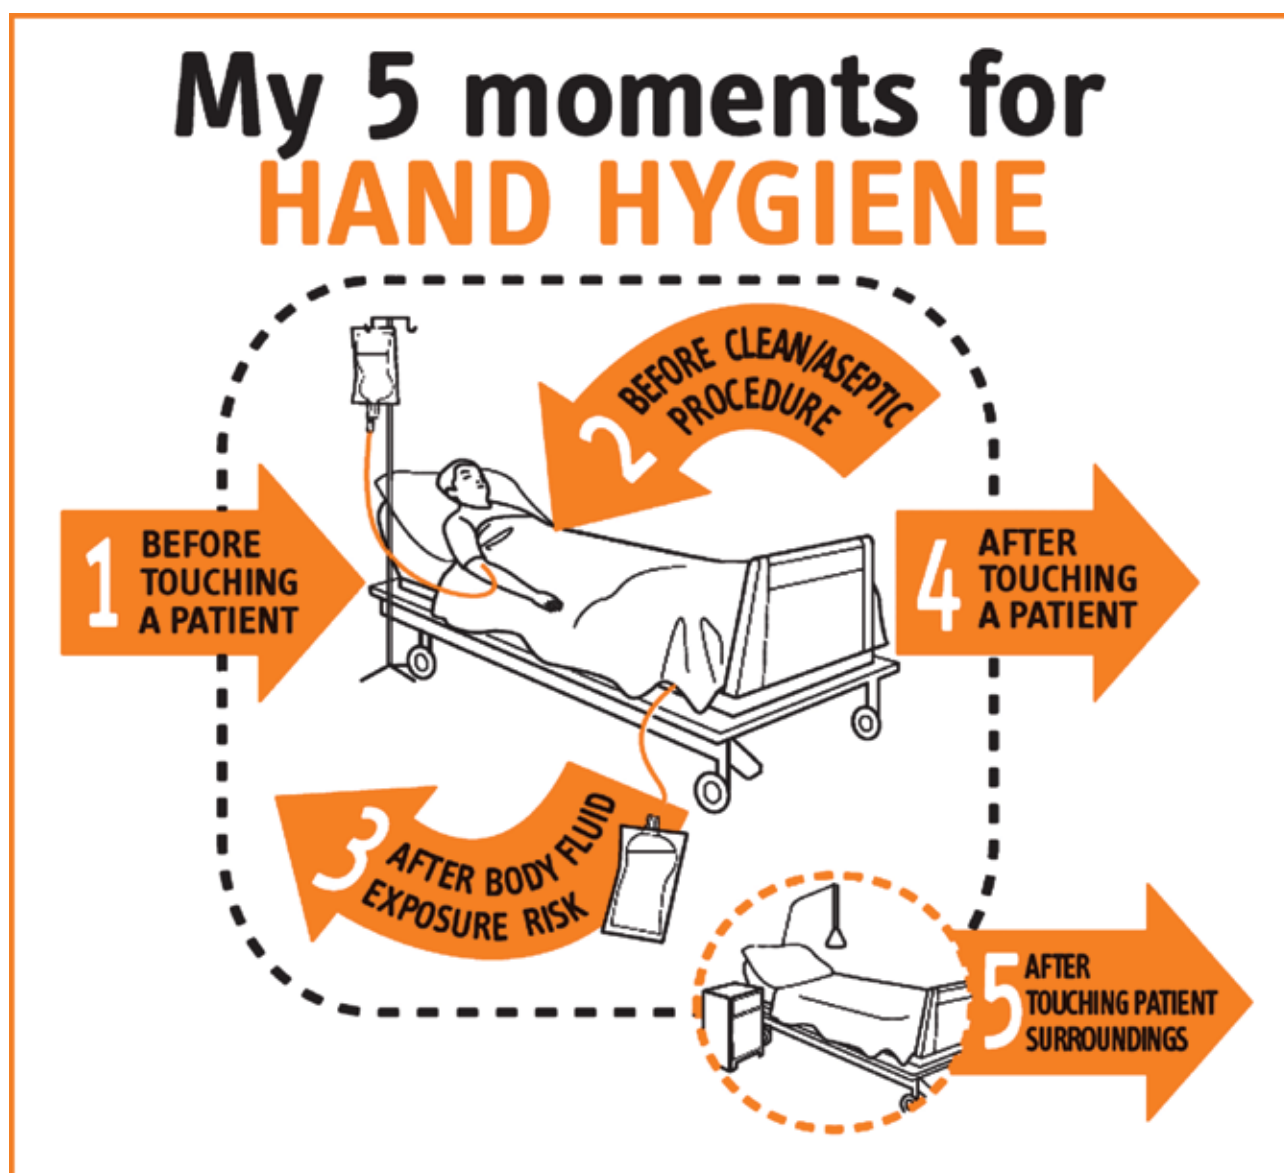 My 5 moments for
HAND HYGIENE
1
BEFORE
TOUCHING
A PATIENT
2
BEFORE CLEAN/ASEPTIC
PROCEDURE
3
AFTER BODY FLUID
EXPOSURE RISK
4
AFTER
TOUCHING
A PATIENT
5
AFTER
TOUCHING PATIENT
SURROUNDINGS